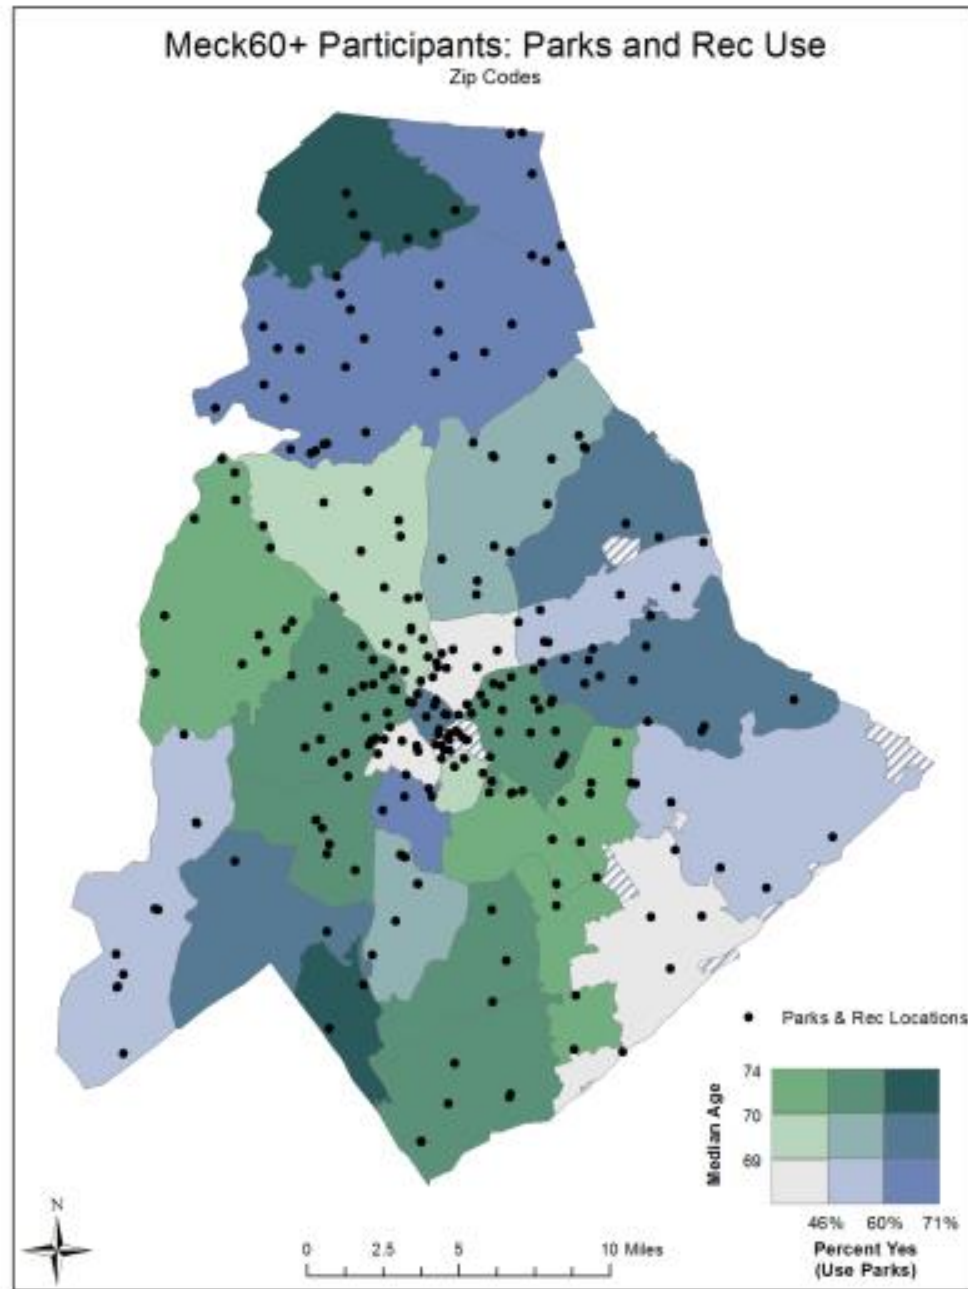 Meck60+ Participants: Parks and Rec Use
Zip Codes
Parks & Rec Locations
74
70
69
Median Age
46% 60% 71%
Percent Yes
(Use Parks)
N
0 2.5 5 10 Miles